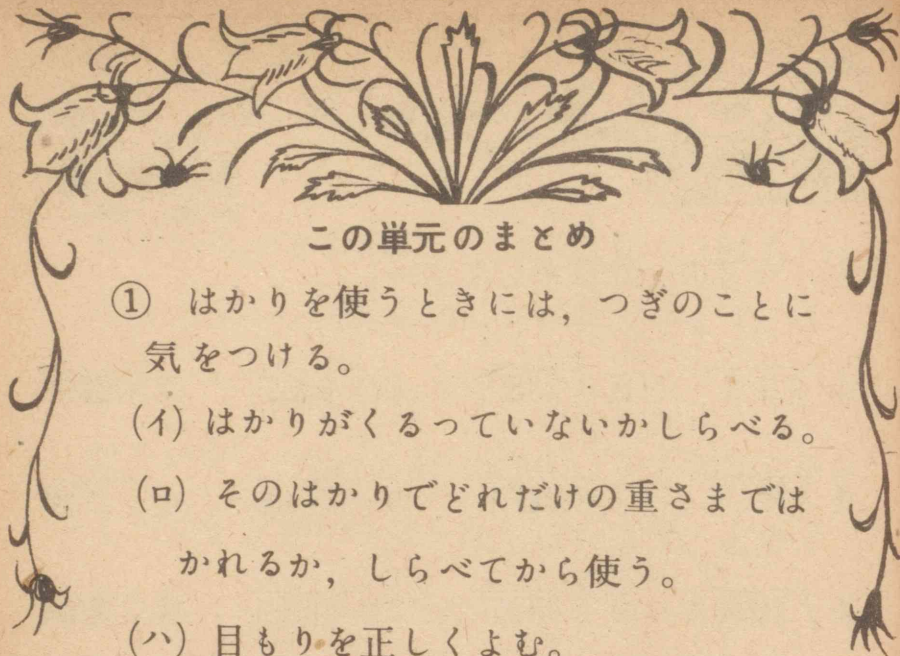 この単元のまとめ
① はかりを使うときには，つぎのことに
気をつける。
(イ) はかりがくるっていないかしらべる。
(ロ) そのはかりでどれだけの重さまでは
かれるか，しらべてから使う。
(ハ) 目もりを正しくよむ。